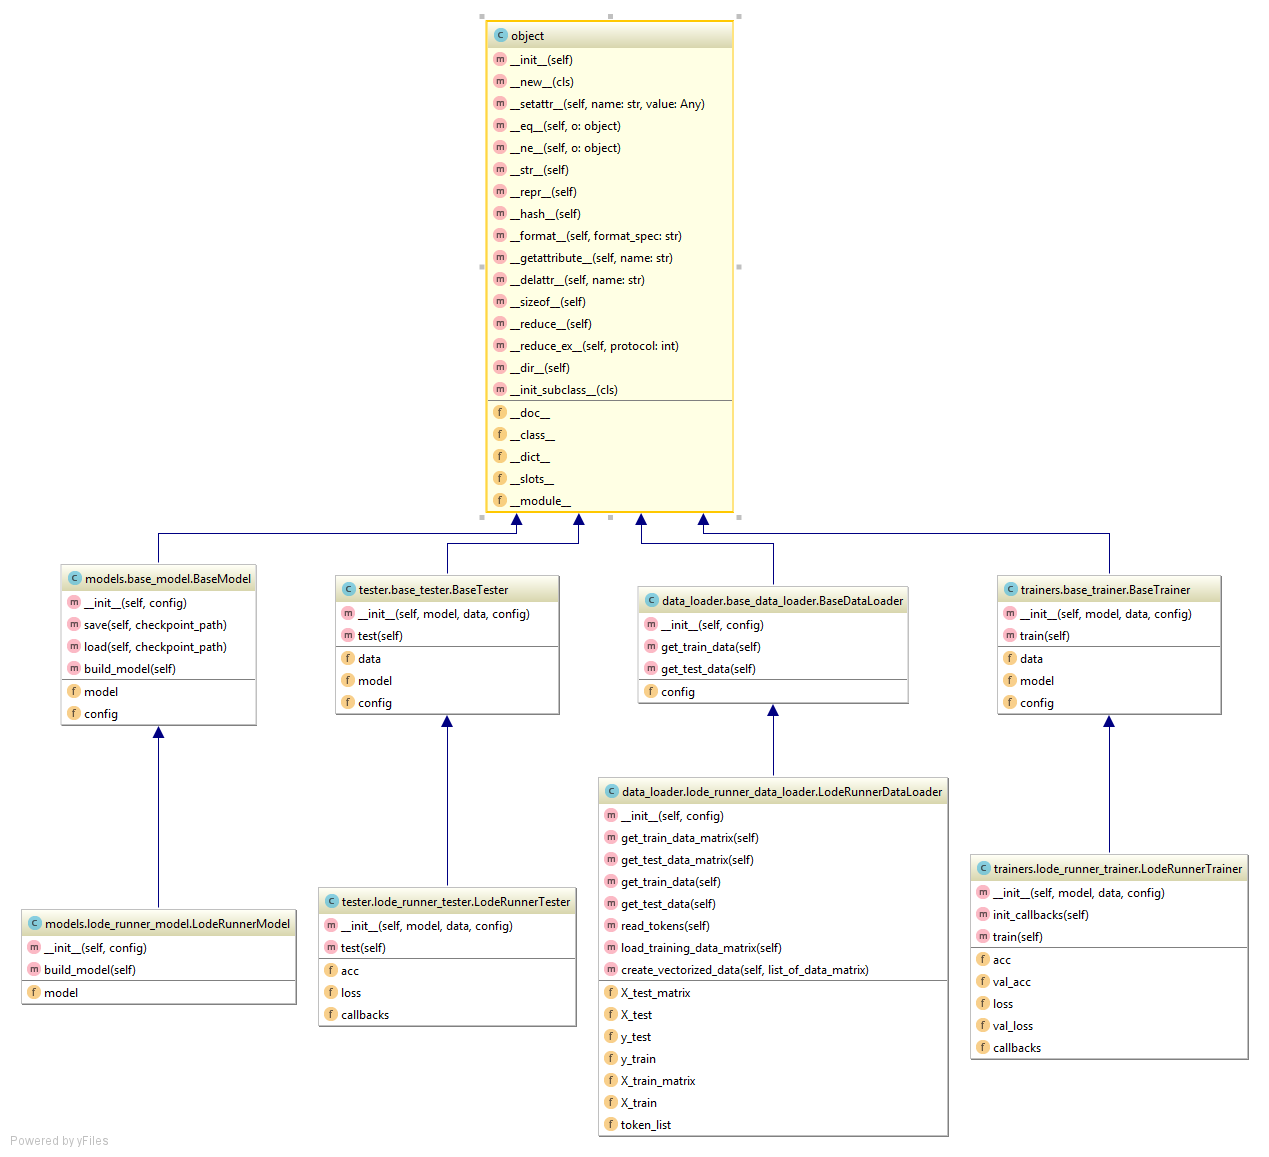 object
__init__(self)
__new__(cls)
__setattr__(self, name: str, value: Any)
__eq__(self, o: object)
__ne__(self, o: object)
__str__(self)
__repr__(self)
__hash__(self)
__format__(self, format_spec: str)
__getattribute__(self, name: str)
__delattr__(self, name: str)
__sizeof__(self)
__reduce__(self)
__reduce_ex__(self, protocol: int)
__dir__(self)
__init_subclass__(cls)
__doc__
__class__
__dict__
__slots__
__module__
models.base_model.BaseModel
__init__(self, config)
save(self, checkpoint_path)
load(self, checkpoint_path)
build_model(self)
model
config
tester.base_tester.BaseTester
__init__(self, model, data, config)
test(self)
data
model
config
data_loader.base_data_loader.BaseDataLoader
__init__(self, config)
get_train_data(self)
get_test_data(self)
config
trainers.base_trainer.BaseTrainer
__init__(self, model, data, config)
train(self)
data
model
config
models.lode_runner_model.LodeRunnerModel
__init__(self, config)
build_model(self)
model
tester.lode_runner_tester.LodeRunnerTester
__init__(self, model, data, config)
test(self)
acc
loss
callbacks
data_loader.lode_runner_data_loader.LodeRunnerDataLoader
__init__(self, config)
get_train_data_matrix(self)
get_test_data_matrix(self)
get_train_data(self)
get_test_data(self)
read_tokens(self)
load_training_data_matrix(self)
create_vectorized_data(self, list_of_data_matrix)
X_test_matrix
X_test
y_test
y_train
X_train_matrix
X_train
token_list
trainers.lode_runner_trainer.LodeRunnerTrainer
__init__(self, model, data, config)
init_callbacks(self)
train(self)
acc
val_acc
loss
val_loss
callbacks
Powered by yFiles